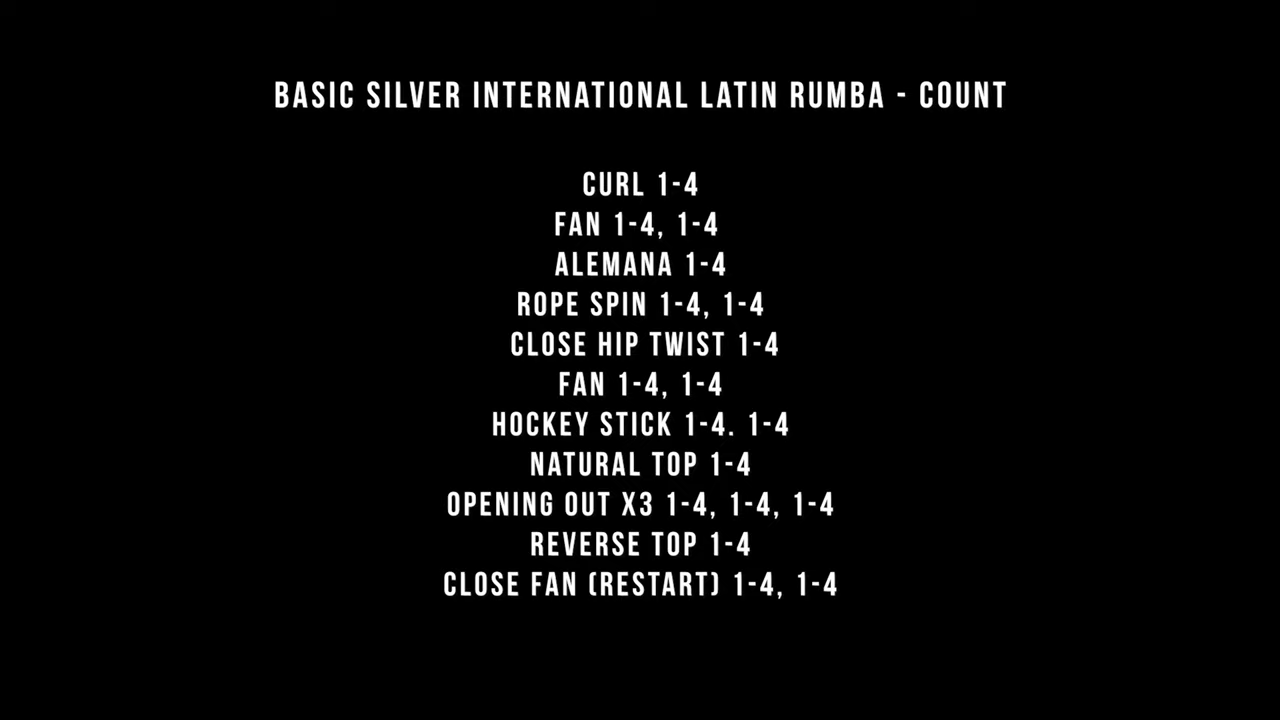 BASIC SILVER INTERNATIONAL LATIN RUMBA - COUNT
CURL 1-4
FAN 1-4, 1-4
ALEMANA 1-4
ROPE SPIN 1-4, 1-4
CLOSE HIP TWIST 1-4
FAN 1-4, 1-4
HOCKEY STICK 1-4. 1-4
NATURAL TOP 1-4
OPENING OUT X3 1-4, 1-4, 1-4
REVERSE TOP 1-4
CLOSE FAN (RESTART) 1-4, 1-4